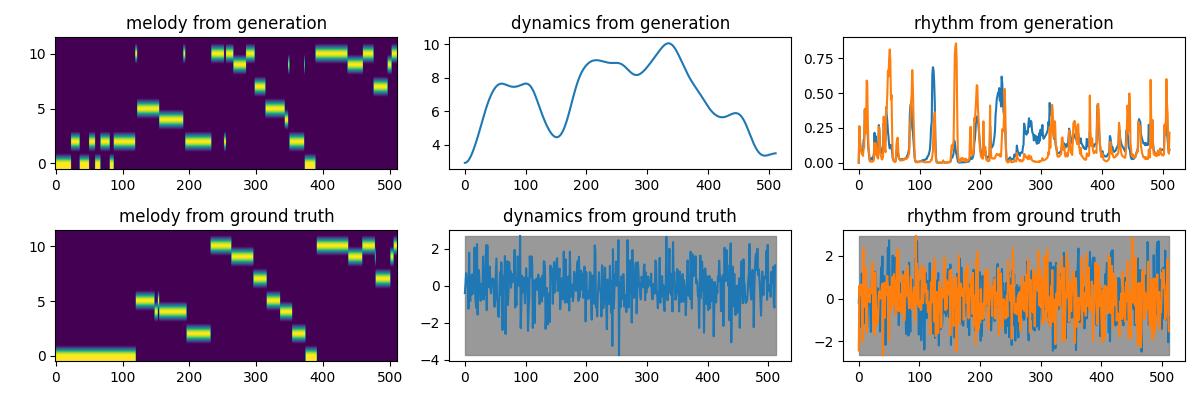 melody from generation
10
5
0
0 100 200 300 400 500
dynamics from generation
10
8
6
4
0 100 200 300 400 500
rhythm from generation
0.75
0.50
0.25
0.00
0 100 200 300 400 500
melody from ground truth
10
5
0
0 100 200 300 400 500
dynamics from ground truth
2
0
−2
−4
0 100 200 300 400 500
rhythm from ground truth
2
0
−2
0 100 200 300 400 500